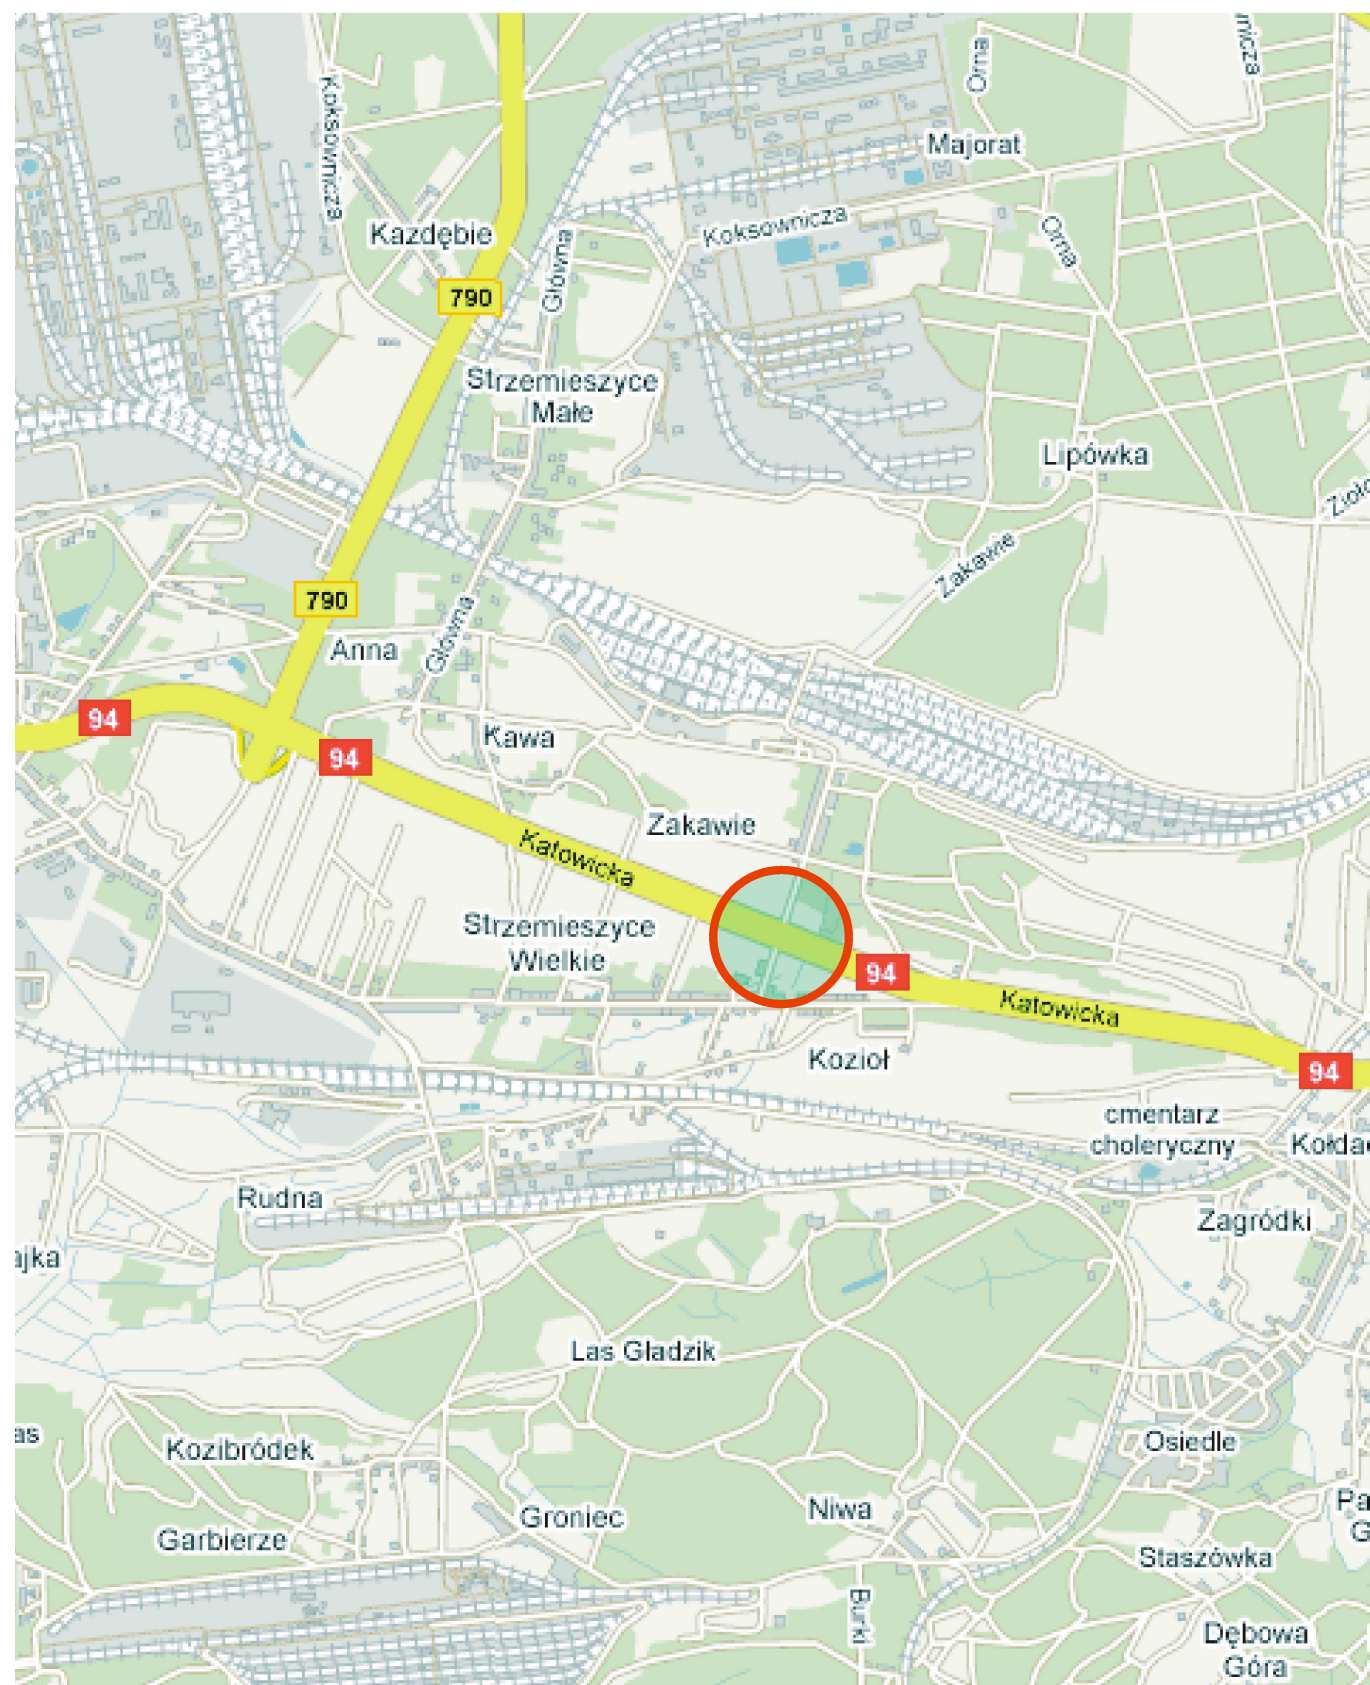 Koksownicza
Orna
Majorat
Kazdębie
Koksownicza
Główna
Orna
790
Strzemieszyce
Małe
Lipówka
Zakawie
790
Anna
Główna
94
94
Kawa
Zakawie
Katowicka
Strzemieszyce
Wielkie
94
Katowicka
Kozioł
94
cmentarz
choleryczny
Rudna
Zagródki
Las Gładzik
Kozibródek
Osiedle
Groniec
Niwa
Garbierze
Staszówka
Burki
Dębowa
Góra